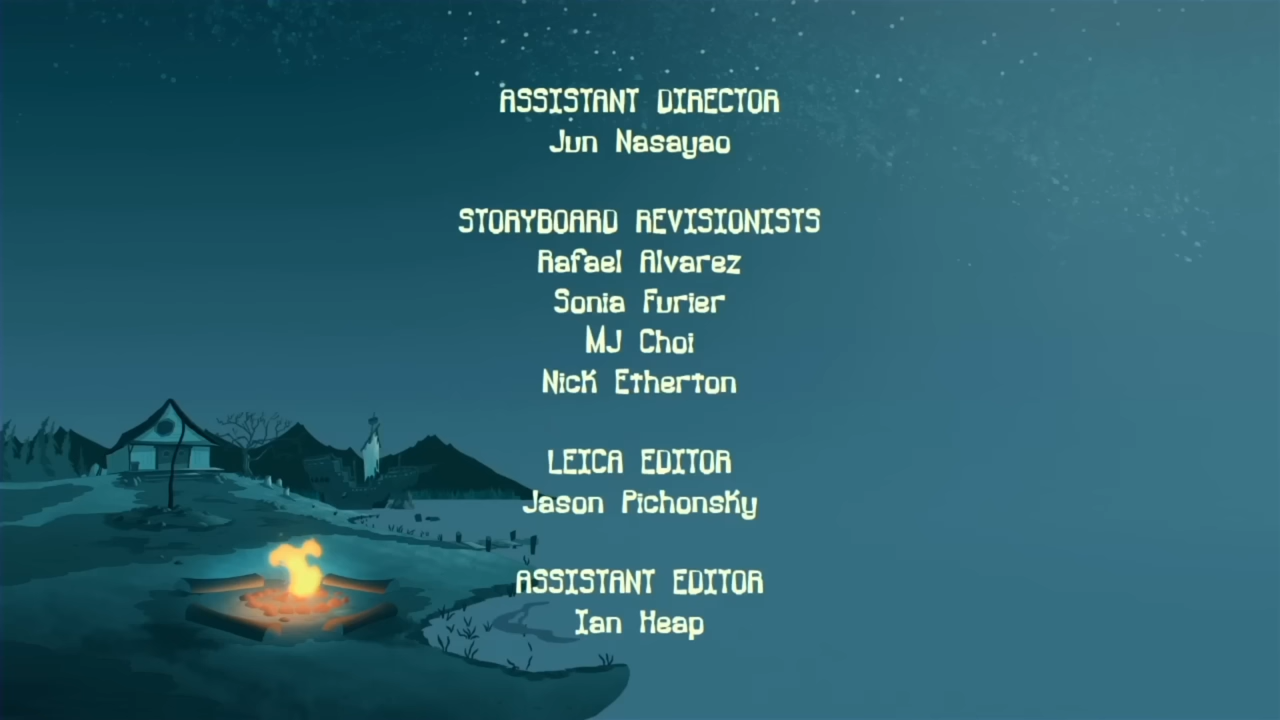 ASSISTANT DIRECTOR
Jun Nasayao
STORYBOARD REVISIONISTS
Rafael Alvarez
Sonia Furier
MJ Choi
Nick Etherton
LEICA EDITOR
Jason Pichonsky
ASSISTANT EDITOR
Ian Heap